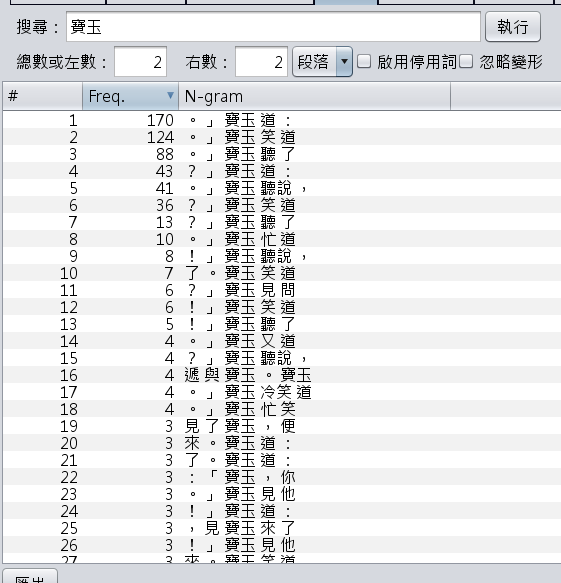 搜尋： 寶玉 執行
總數或左數： 2 右數： 2 段落 啟用停用詞 忽略變形
# Freq. N-gram
1 170 。 」 寶玉 道 ：
2 124 。 」 寶玉 笑 道
3 88 。 」 寶玉 聽 了
4 43 ？ 」 寶玉 道 ：
5 41 。 」 寶玉 聽說 ，
6 36 ？ 」 寶玉 笑 道
7 13 ？ 」 寶玉 聽 了
8 10 。 」 寶玉 忙 道
9 8 ！ 」 寶玉 聽說 ，
10 7 了 。 寶玉 笑 道
11 6 ？ 」 寶玉 見 問
12 6 ！ 」 寶玉 笑 道
13 5 ！ 」 寶玉 聽 了
14 4 。 」 寶玉 又 道
15 4 ？ 」 寶玉 聽說 ，
16 4 遞 與 寶玉 。 寶玉
17 4 。 」 寶玉 冷笑 道
18 4 。 」 寶玉 忙 笑
19 3 見 了 寶玉 ， 便
20 3 來 。 寶玉 道 ：
21 3 了 。 寶玉 道 ：
22 3 ： 「 寶玉 ， 你
23 3 。 」 寶玉 見 他
24 3 ！ 」 寶玉 道 ：
25 3 ， 見 寶玉 來 了
26 3 ！ 」 寶玉 見 他
27 3 來 。 寶玉 笑 道
匯出